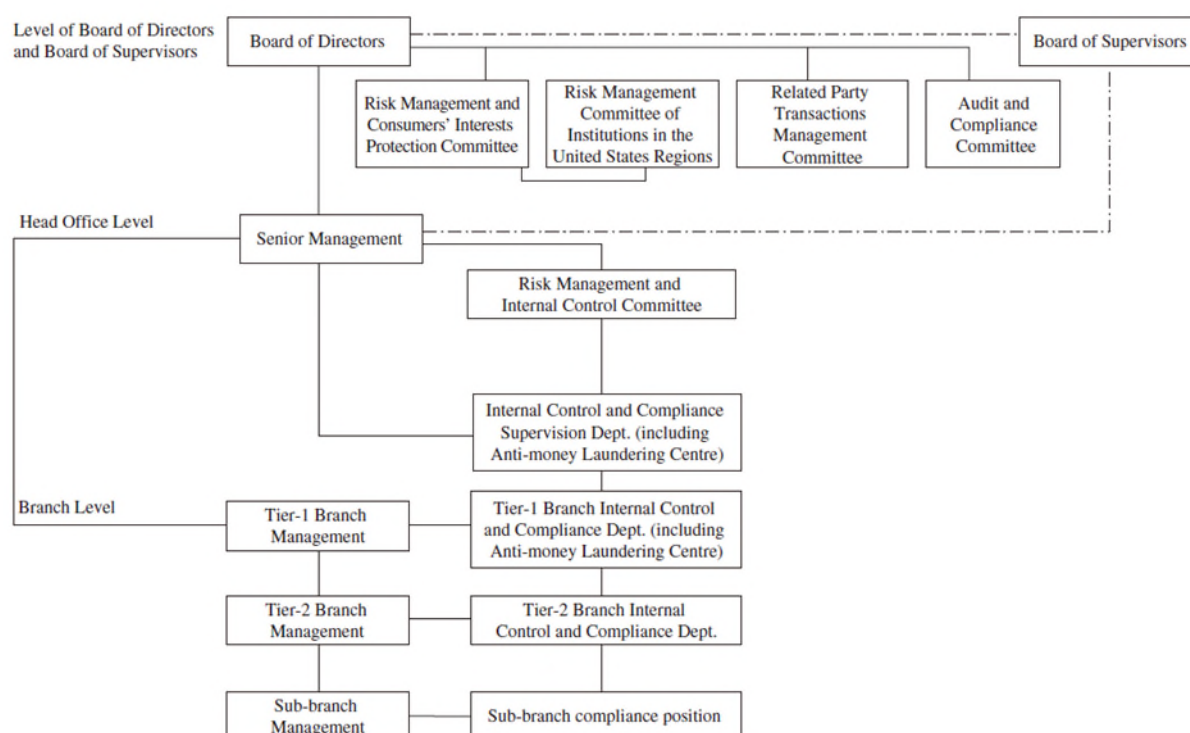 Level of Board of Directors
and Board of Supervisors
Board of Directors
Board of Supervisors
Risk Management and
Consumers’ Interests
Protection Committee
Risk Management
Committee of
Institutions in the
United States Regions
Related Party
Transactions
Management
Committee
Audit and
Compliance
Committee
Head Office Level
Senior Management
Risk Management and
Internal Control Committee
Internal Control and Compliance
Supervision Dept. (including
Anti-money Laundering Centre)
Branch Level
Tier-1 Branch
Management
Tier-1 Branch Internal Control
and Compliance Dept. (including
Anti-money Laundering Centre)
Tier-2 Branch
Management
Tier-2 Branch Internal
Control and Compliance Dept.
Sub-branch
Management
Sub-branch compliance position